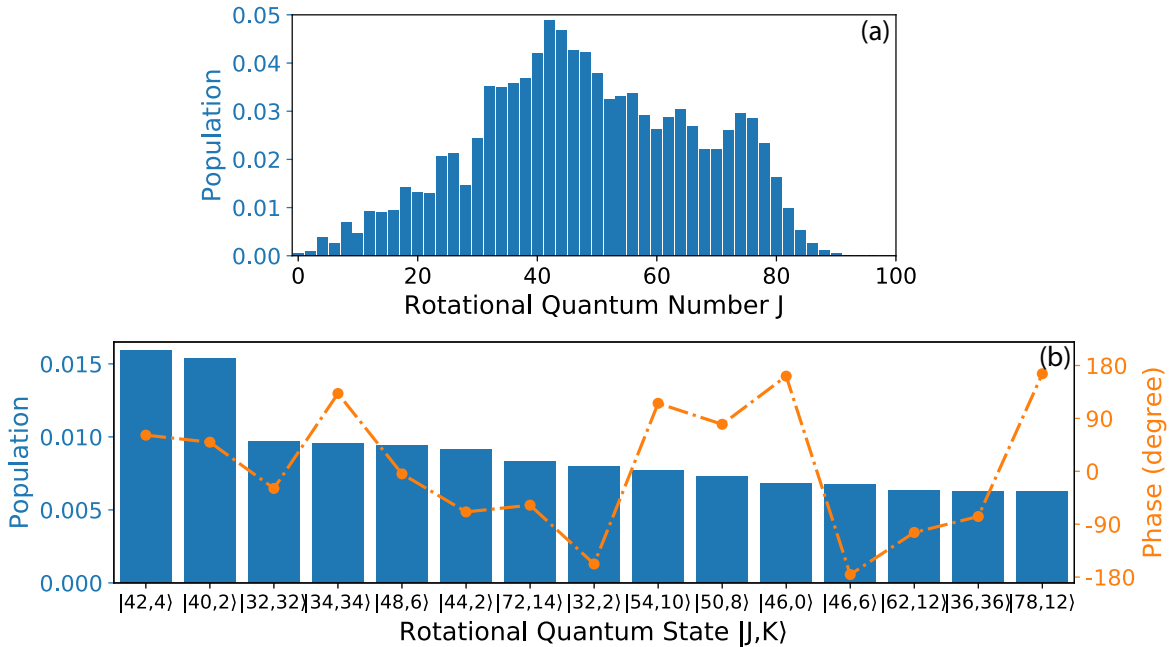 (a)
0.05
0.04
0.03
0.02
0.01
0.00
Population
0 20 40 60 80 100
Rotational Quantum Number J
(b)
0.015
0.010
0.005
0.000
Population
180
90
0
-90
-180
Phase (degree)
|42,4⟩ |40,2⟩ |32,32⟩ |34,34⟩ |48,6⟩ |44,2⟩ |72,14⟩ |32,2⟩ |54,10⟩ |50,8⟩ |46,0⟩ |46,6⟩ |62,12⟩ |36,36⟩ |78,12⟩
Rotational Quantum State |J,K⟩